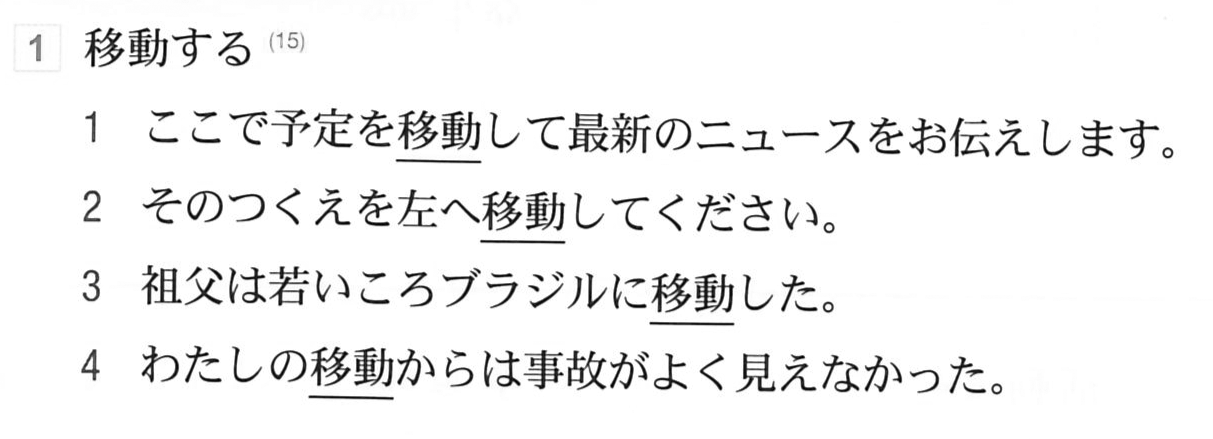 1 移動する (15)
1 ここで予定を移動して最新のニュースをお伝えします。
2 そのつくえを左へ移動してください。
3 祖父は若いころブラジルに移動した。
4 わたしの移動からは事故がよく見えなかった。